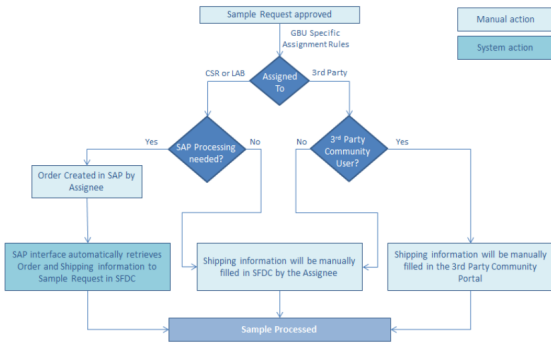 Sample Request approved
Manual action
GBU Specific
Assignment Rules
System action
CSR or LAB
Assigned
To
3rd Party
Yes
SAP Processing
needed?
No
No
3rd Party
Community
User?
Yes
Order Created in SAP by
Assignee
SAP interface automatically retrieves
Order and Shipping information to
Sample Request in SFDC
Shipping information will be manually
filled in SFDC by the Assignee
Shipping information will be manually
filled in the 3rd Party Community
Portal
Sample Processed